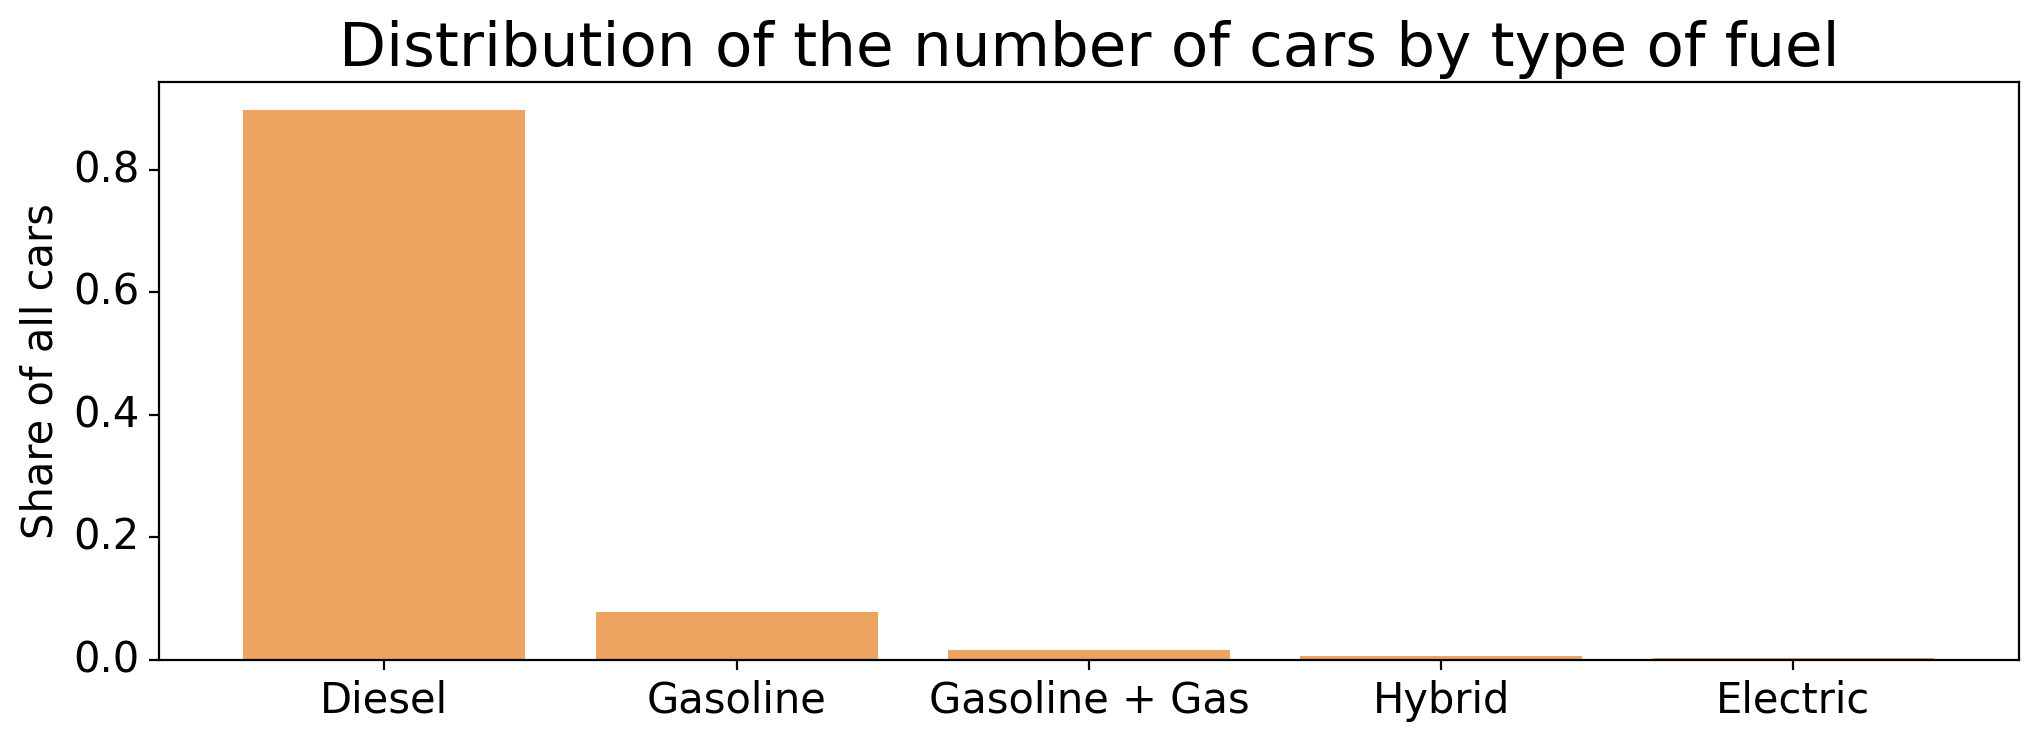 Distribution of the number of cars by type of fuel
Share of all cars
0.8
0.6
0.4
0.2
0.0
Diesel
Gasoline
Gasoline + Gas
Hybrid
Electric